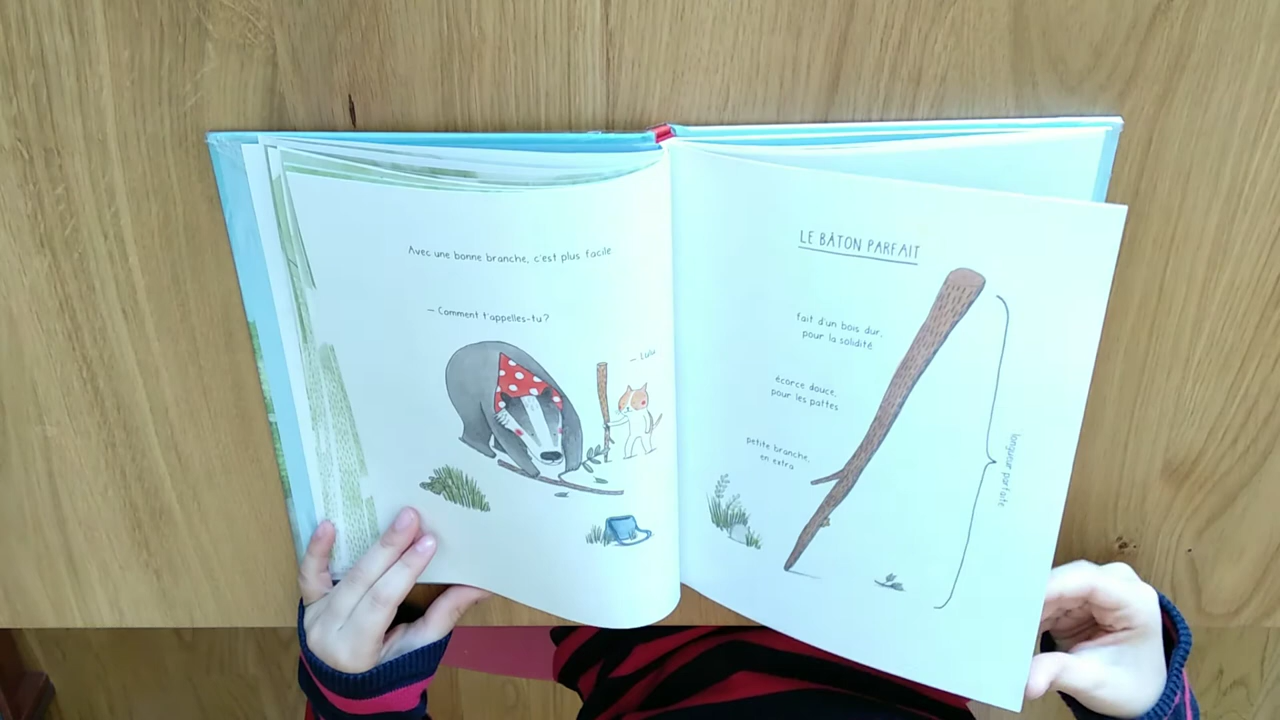 Avec une bonne branche, c'est plus facile
– Comment t'appelles-tu?
– Lulu
LE BÂTON PARFAIT
fait d'un bois dur,
pour la solidité
écorce douce,
pour les pattes
petite branche,
en extra
longueur parfaite